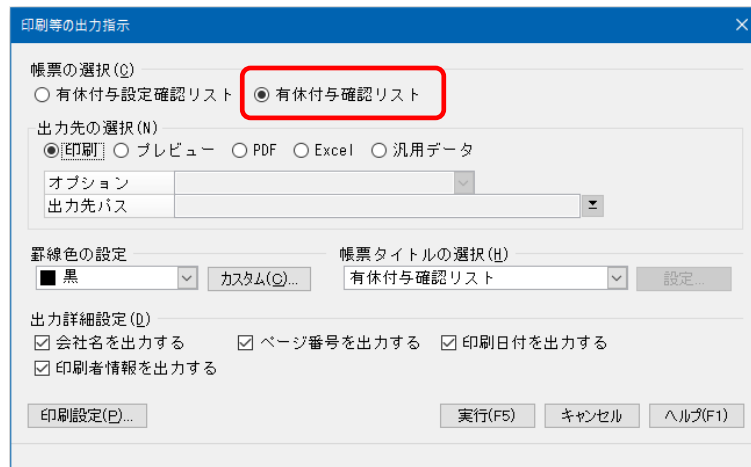 印刷等の出力指示
帳票の選択(C)
有休付与設定確認リスト 有休付与確認リスト
出力先の選択(N)
印刷 プレビュー PDF Excel 汎用データ
オプション
出力先パス
罫線色の設定 帳票タイトルの選択(H)
黒 カスタム(O)... 有休付与確認リスト 設定...
出力詳細設定(D)
会社名を出力する ページ番号を出力する 印刷日付を出力する
印刷者情報を出力する
印刷設定(P)... 実行(F5) キャンセル ヘルプ(F1)